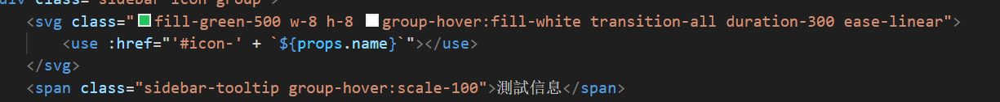 div class="sidebar-icon group">
<svg class="fill-green-500 w-8 h-8 group-hover:fill-white transition-all duration-300 ease-linear">
<use :href="'#icon-' + `${props.name}`"></use>
</svg>
<span class="sidebar-tooltip group-hover:scale-100">測試信息</span>